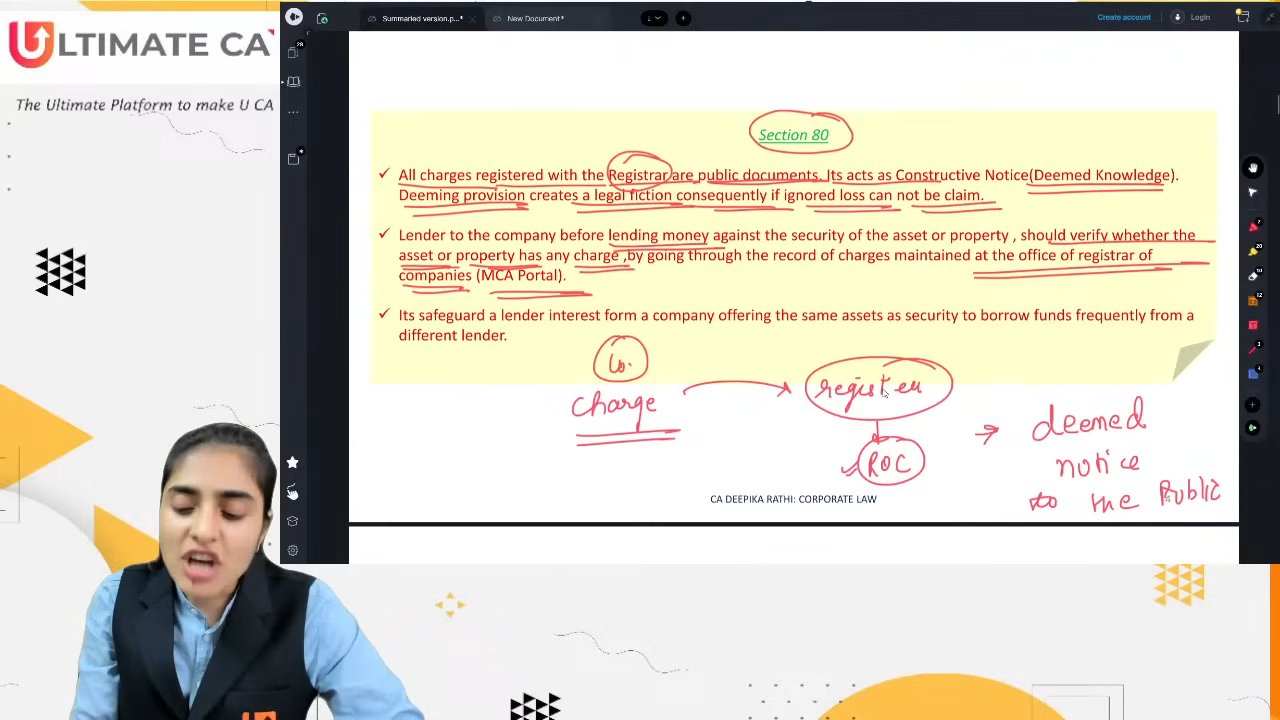 ULTIMATE CA
The Ultimate Platform to make U CA
Summaried version.p...*
New Document*
2
Create account
Login
28
Section 80
✓ All charges registered with the Registrar are public documents. Its acts as Constructive Notice(Deemed Knowledge).
Deeming provision creates a legal fiction consequently if ignored loss can not be claim.
✓ Lender to the company before lending money against the security of the asset or property , should verify whether the
asset or property has any charge ,by going through the record of charges maintained at the office of registrar of
companies (MCA Portal).
✓ Its safeguard a lender interest form a company offering the same assets as security to borrow funds frequently from a
different lender.
Co.
charge
register
ROC
deemed
notice
to the Public
CA DEEPIKA RATHI: CORPORATE LAW